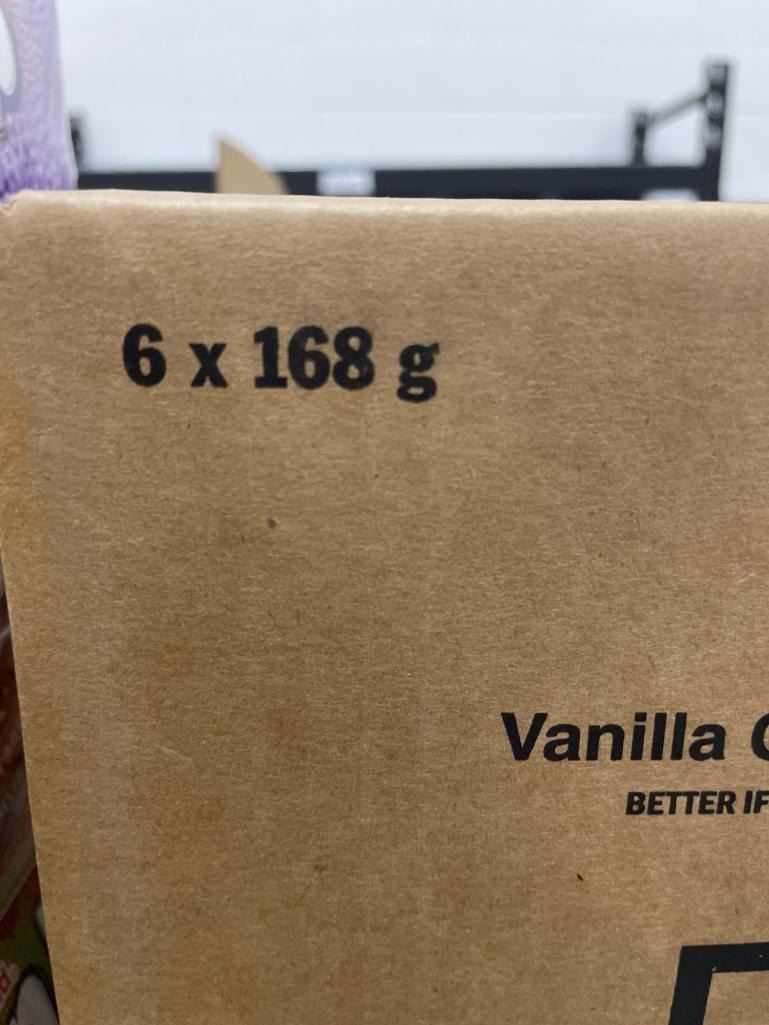 6 x 168 g
Vanilla
BETTER IF